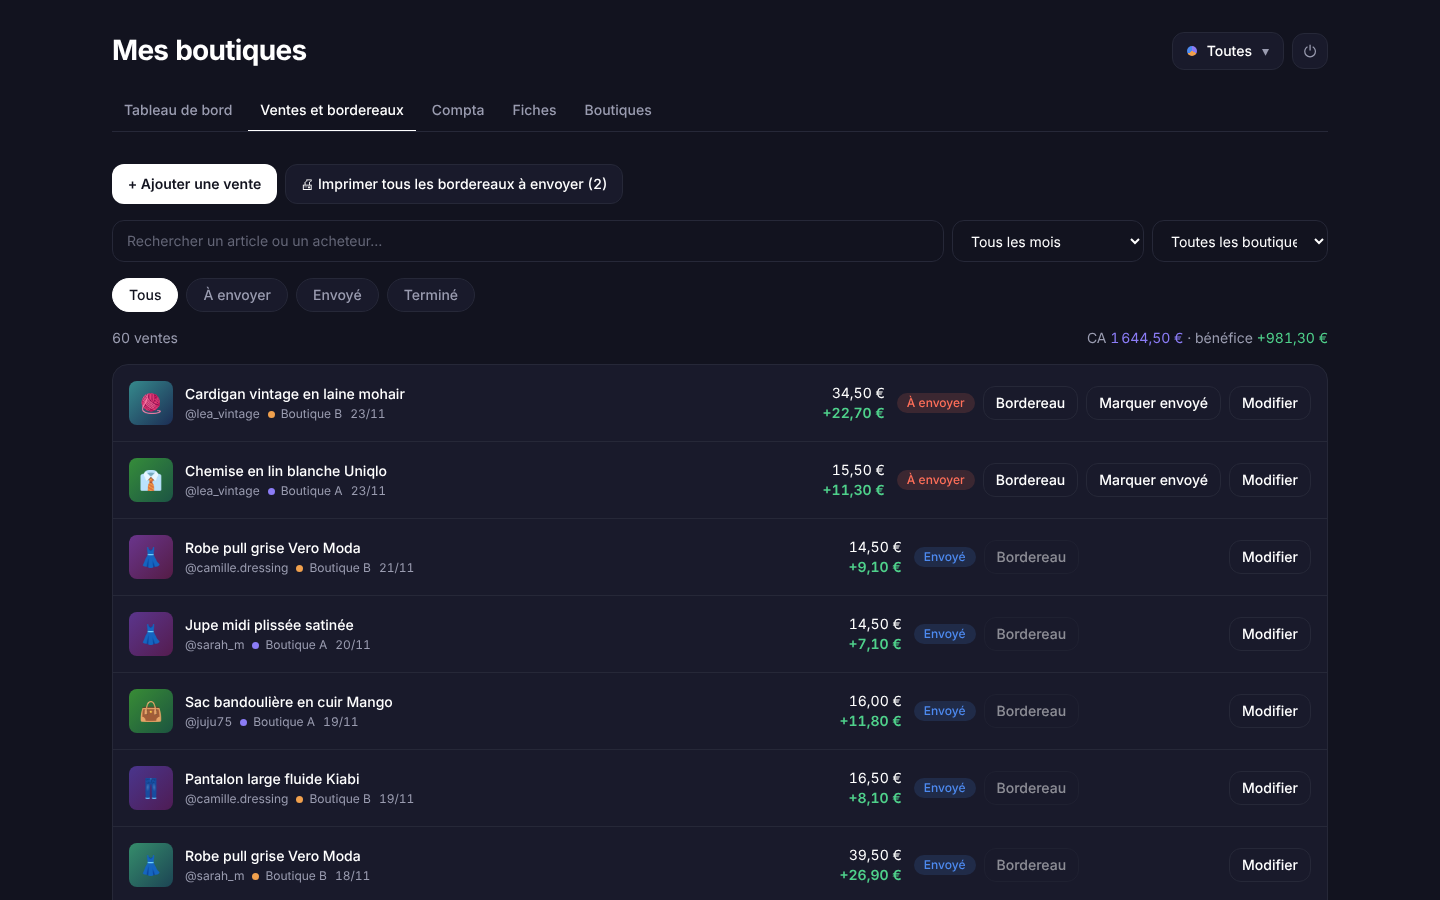 Mes boutiques
Toutes ▾
Tableau de bord Ventes et bordereaux Compta Fiches Boutiques
+ Ajouter une vente
🖨 Imprimer tous les bordereaux à envoyer (2)
Rechercher un article ou un acheteur...
Tous les mois
Toutes les boutique
Tous À envoyer Envoyé Terminé
60 ventes
CA 1 644,50 € · bénéfice +981,30 €
Cardigan vintage en laine mohair
@lea_vintage Boutique B 23/11
34,50 €
+22,70 €
À envoyer Bordereau Marquer envoyé Modifier
Chemise en lin blanche Uniqlo
@lea_vintage Boutique A 23/11
15,50 €
+11,30 €
À envoyer Bordereau Marquer envoyé Modifier
Robe pull grise Vero Moda
@camille.dressing Boutique B 21/11
14,50 €
+9,10 €
Envoyé Bordereau Modifier
Jupe midi plissée satinée
@sarah_m Boutique A 20/11
14,50 €
+7,10 €
Envoyé Bordereau Modifier
Sac bandoulière en cuir Mango
@juju75 Boutique A 19/11
16,00 €
+11,80 €
Envoyé Bordereau Modifier
Pantalon large fluide Kiabi
@camille.dressing Boutique B 19/11
16,50 €
+8,10 €
Envoyé Bordereau Modifier
Robe pull grise Vero Moda
@sarah_m Boutique B 18/11
39,50 €
+26,90 €
Envoyé Bordereau Modifier